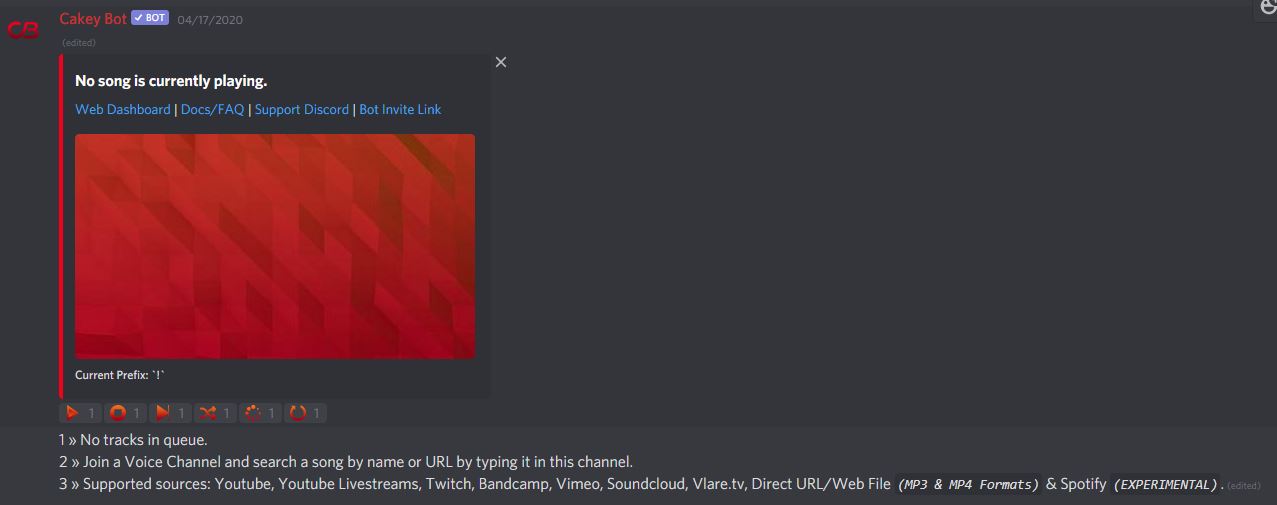 CB
Cakey Bot ✓ BOT 04/17/2020
(edited)
No song is currently playing.
Web Dashboard | Docs/FAQ | Support Discord | Bot Invite Link
Current Prefix: `!`
1 1 1 1 1 1
1 » No tracks in queue.
2 » Join a Voice Channel and search a song by name or URL by typing it in this channel.
3 » Supported sources: Youtube, Youtube Livestreams, Twitch, Bandcamp, Vimeo, Soundcloud, Vlare.tv, Direct URL/Web File (MP3 & MP4 Formats) & Spotify (EXPERIMENTAL). (edited)